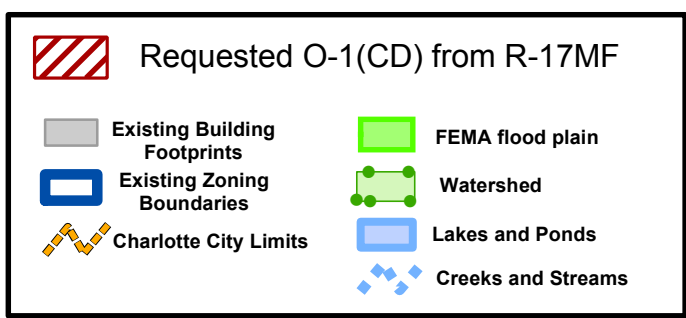 Requested O-1(CD) from R-17MF
Existing Building
Footprints
Existing Zoning
Boundaries
Charlotte City Limits
FEMA flood plain
Watershed
Lakes and Ponds
Creeks and Streams